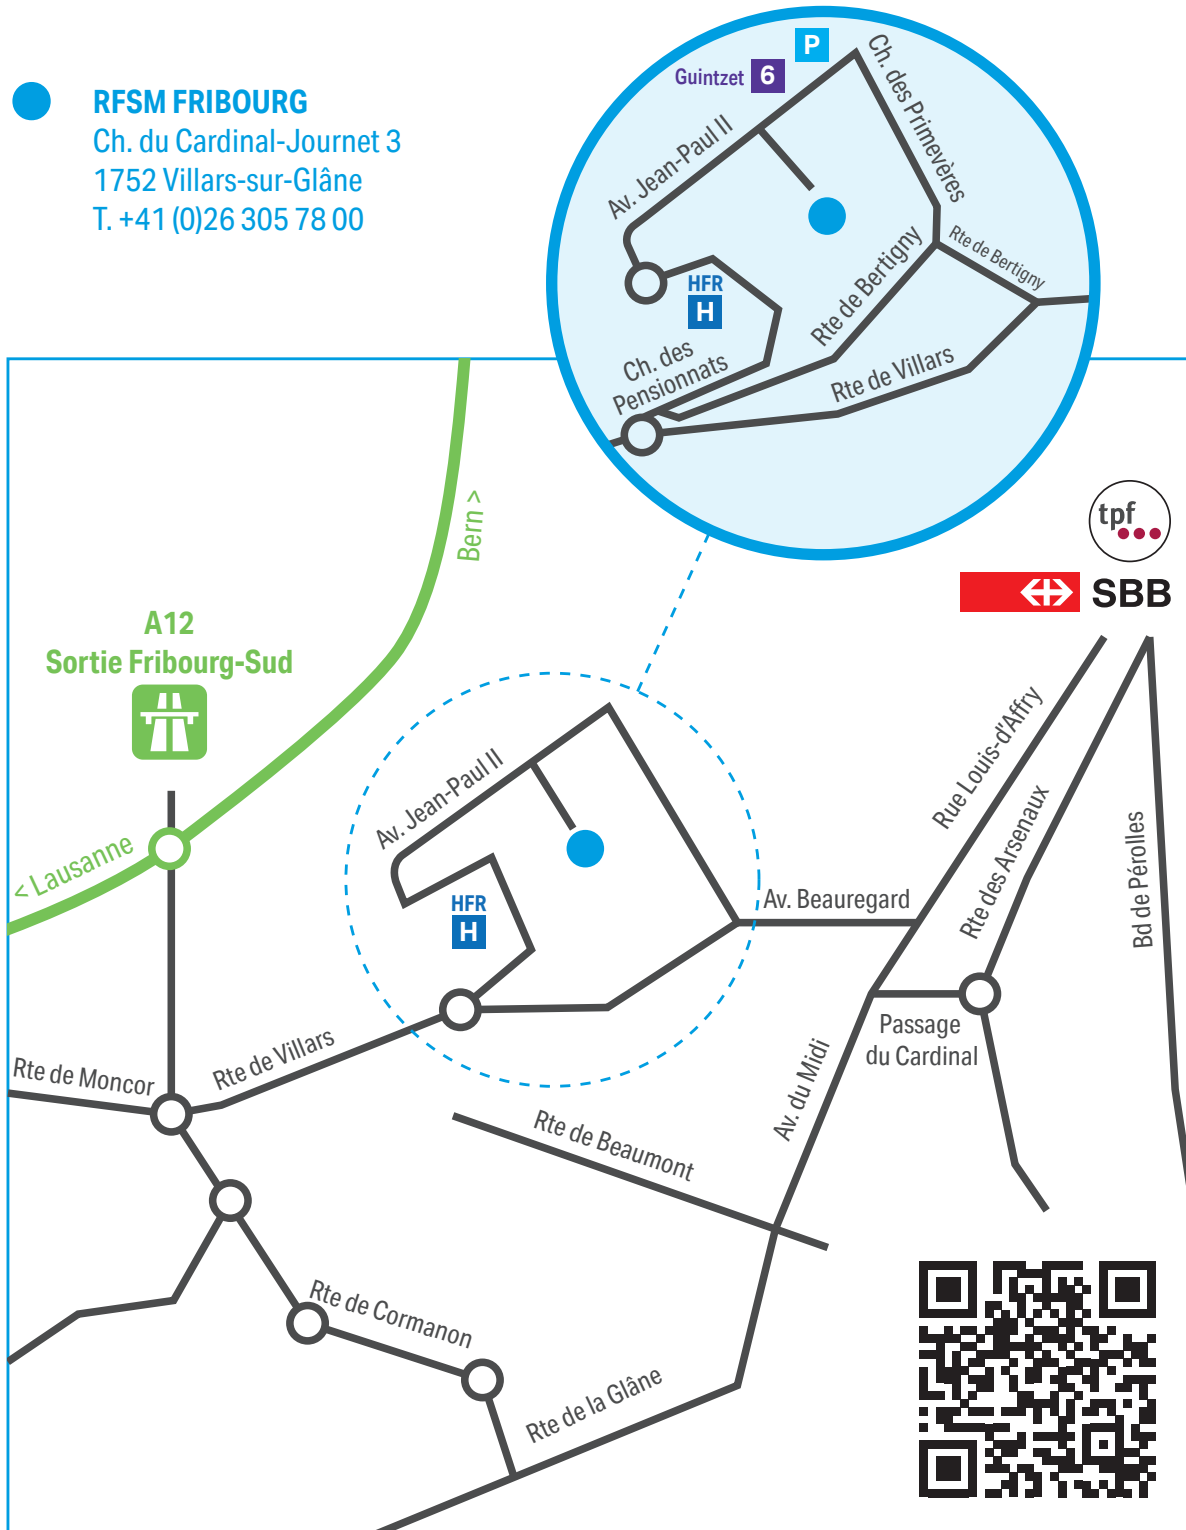 RFSM FRIBOURG
Ch. du Cardinal-Journet 3
1752 Villars-sur-Glâne
T. +41 (0)26 305 78 00
P
Guintzet 6
Ch. des Primevères
Av. Jean-Paul II
Rte de Bertigny
Rte de Bertigny
HFR
H
Ch. des
Pensionnats
Rte de Villars
tpf
SBB
Bern >
A12
Sortie Fribourg-Sud
< Lausanne
Av. Jean-Paul II
HFR
H
Av. Beauregard
Rue Louis-d'Affry
Rte des Arsenaux
Bd de Pérolles
Passage
du Cardinal
Rte de Moncor
Rte de Villars
Av. du Midi
Rte de Beaumont
Rte de Cormanon
Rte de la Glâne